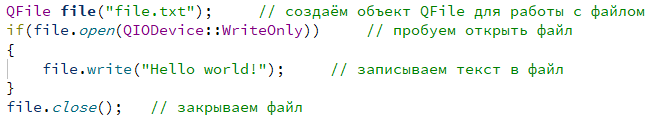 QFile file("file.txt");     // создаём объект QFile для работы с файлом
if(file.open(QIODevice::WriteOnly))     // пробуем открыть файл
{
    file.write("Hello world!");     // записываем текст в файл
}
file.close();   // закрываем файл